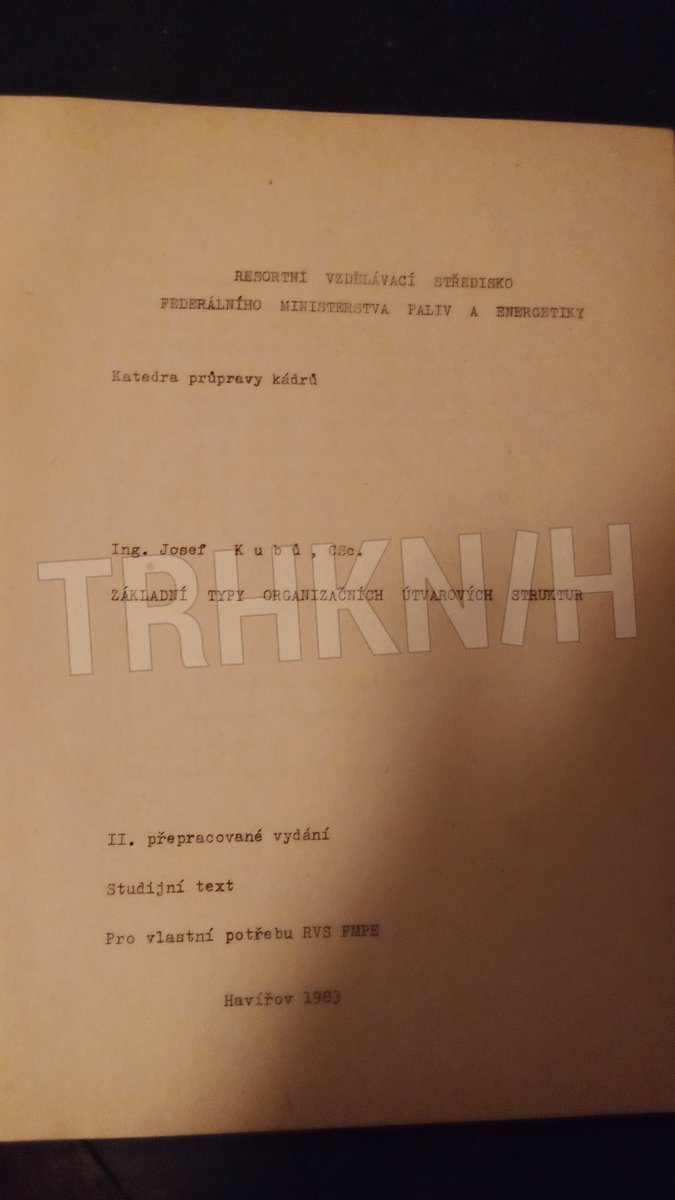 RESORTNÍ VZDĚLÁVACÍ STŘEDISKO
FEDERÁLNÍHO MINISTERSTVA PALIV A ENERGETIKY
Katedra průpravy kádrů
Ing. Josef K u b ů , CSc.
TRHKN/H
ZÁKLADNÍ TYPY ORGANIZAČNÍCH ÚTVAROVÝCH STRUKTUR
II. přepracované vydání
Studijní text
Pro vlastní potřebu RVS FMPE
Havířov 1983